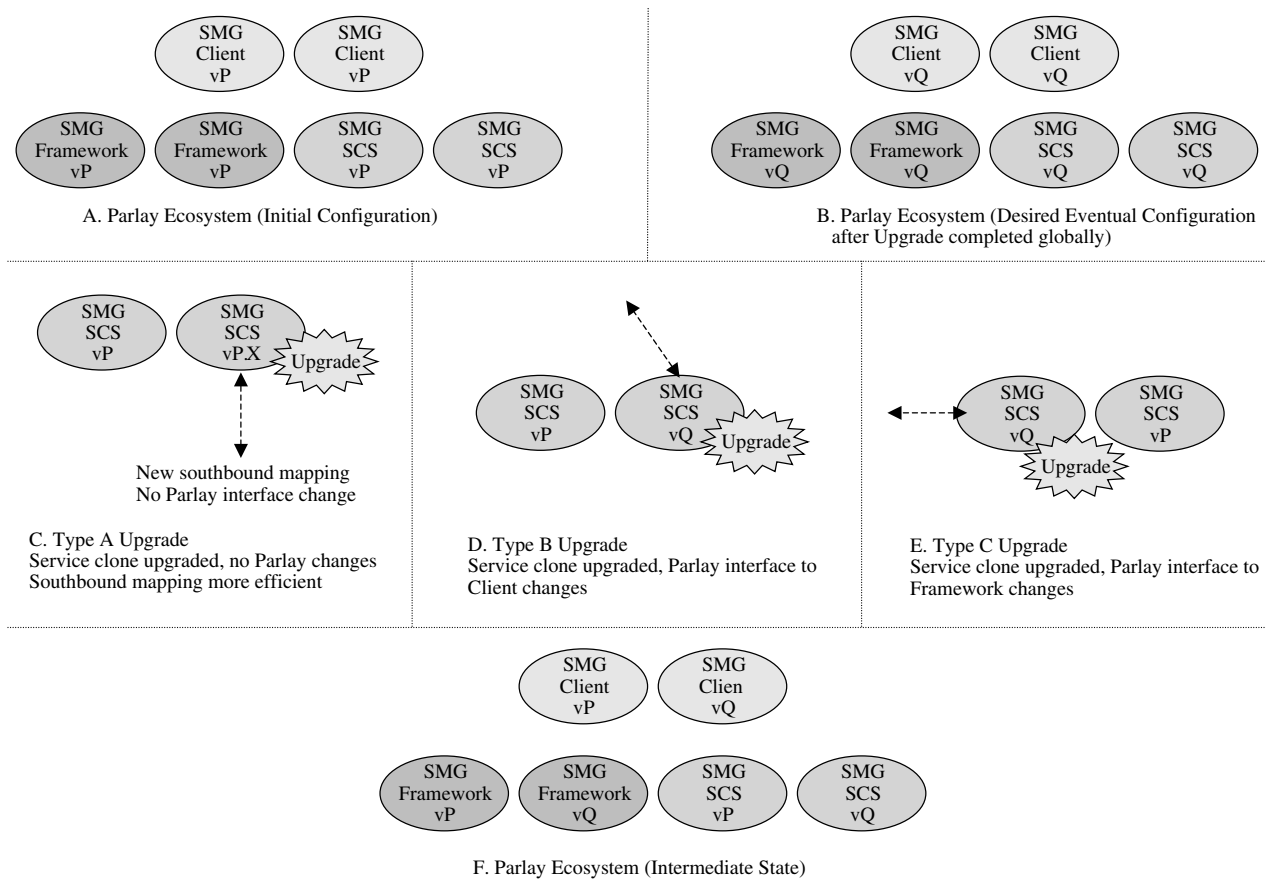 SMG
Client
vP
SMG
Client
vP
SMG
Framework
vP
SMG
Framework
vP
SMG
SCS
vP
SMG
SCS
vP
A. Parlay Ecosystem (Initial Configuration)
SMG
Client
vQ
SMG
Client
vQ
SMG
Framework
vQ
SMG
Framework
vQ
SMG
SCS
vQ
SMG
SCS
vQ
B. Parlay Ecosystem (Desired Eventual Configuration
after Upgrade completed globally)
SMG
SCS
vP
SMG
SCS
vP.X
Upgrade
New southbound mapping
No Parlay interface change
C. Type A Upgrade
Service clone upgraded, no Parlay changes
Southbound mapping more efficient
SMG
SCS
vP
SMG
SCS
vQ
Upgrade
D. Type B Upgrade
Service clone upgraded, Parlay interface to
Client changes
SMG
SCS
vQ
Upgrade
SMG
SCS
vP
E. Type C Upgrade
Service clone upgraded, Parlay interface to
Framework changes
SMG
Client
vP
SMG
Clien
vQ
SMG
Framework
vP
SMG
Framework
vQ
SMG
SCS
vP
SMG
SCS
vQ
F. Parlay Ecosystem (Intermediate State)